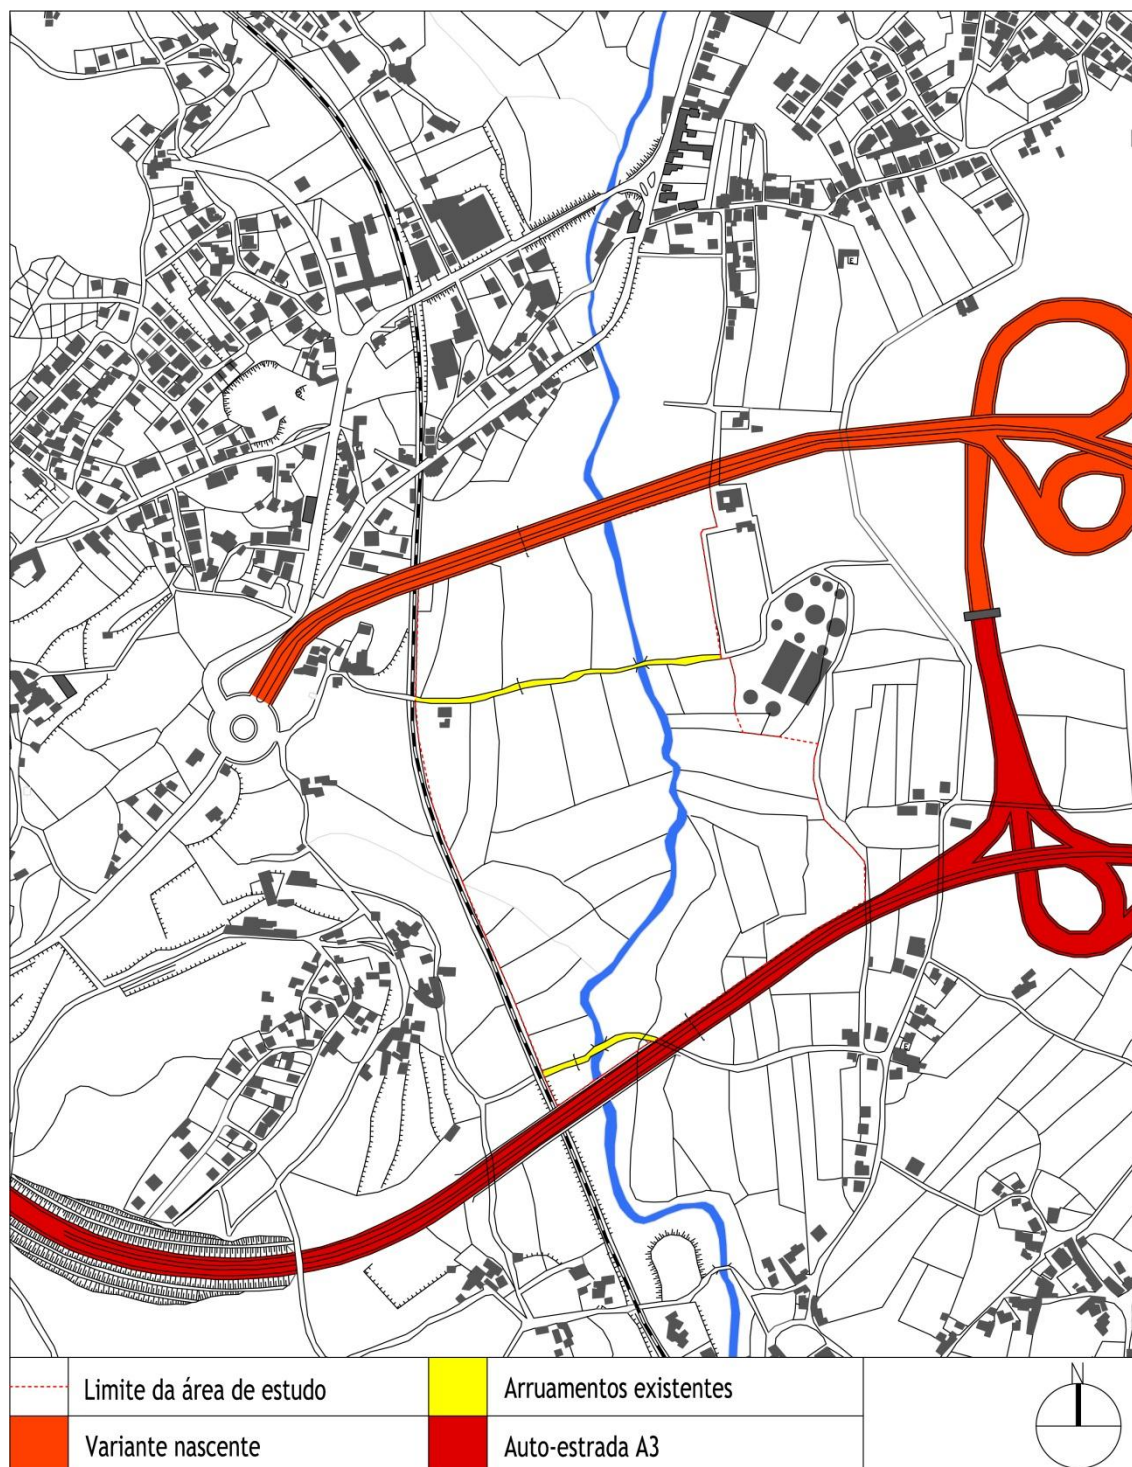 E
E
N
Limite da área de estudo
Arruamentos existentes
Variante nascente
Auto-estrada A3